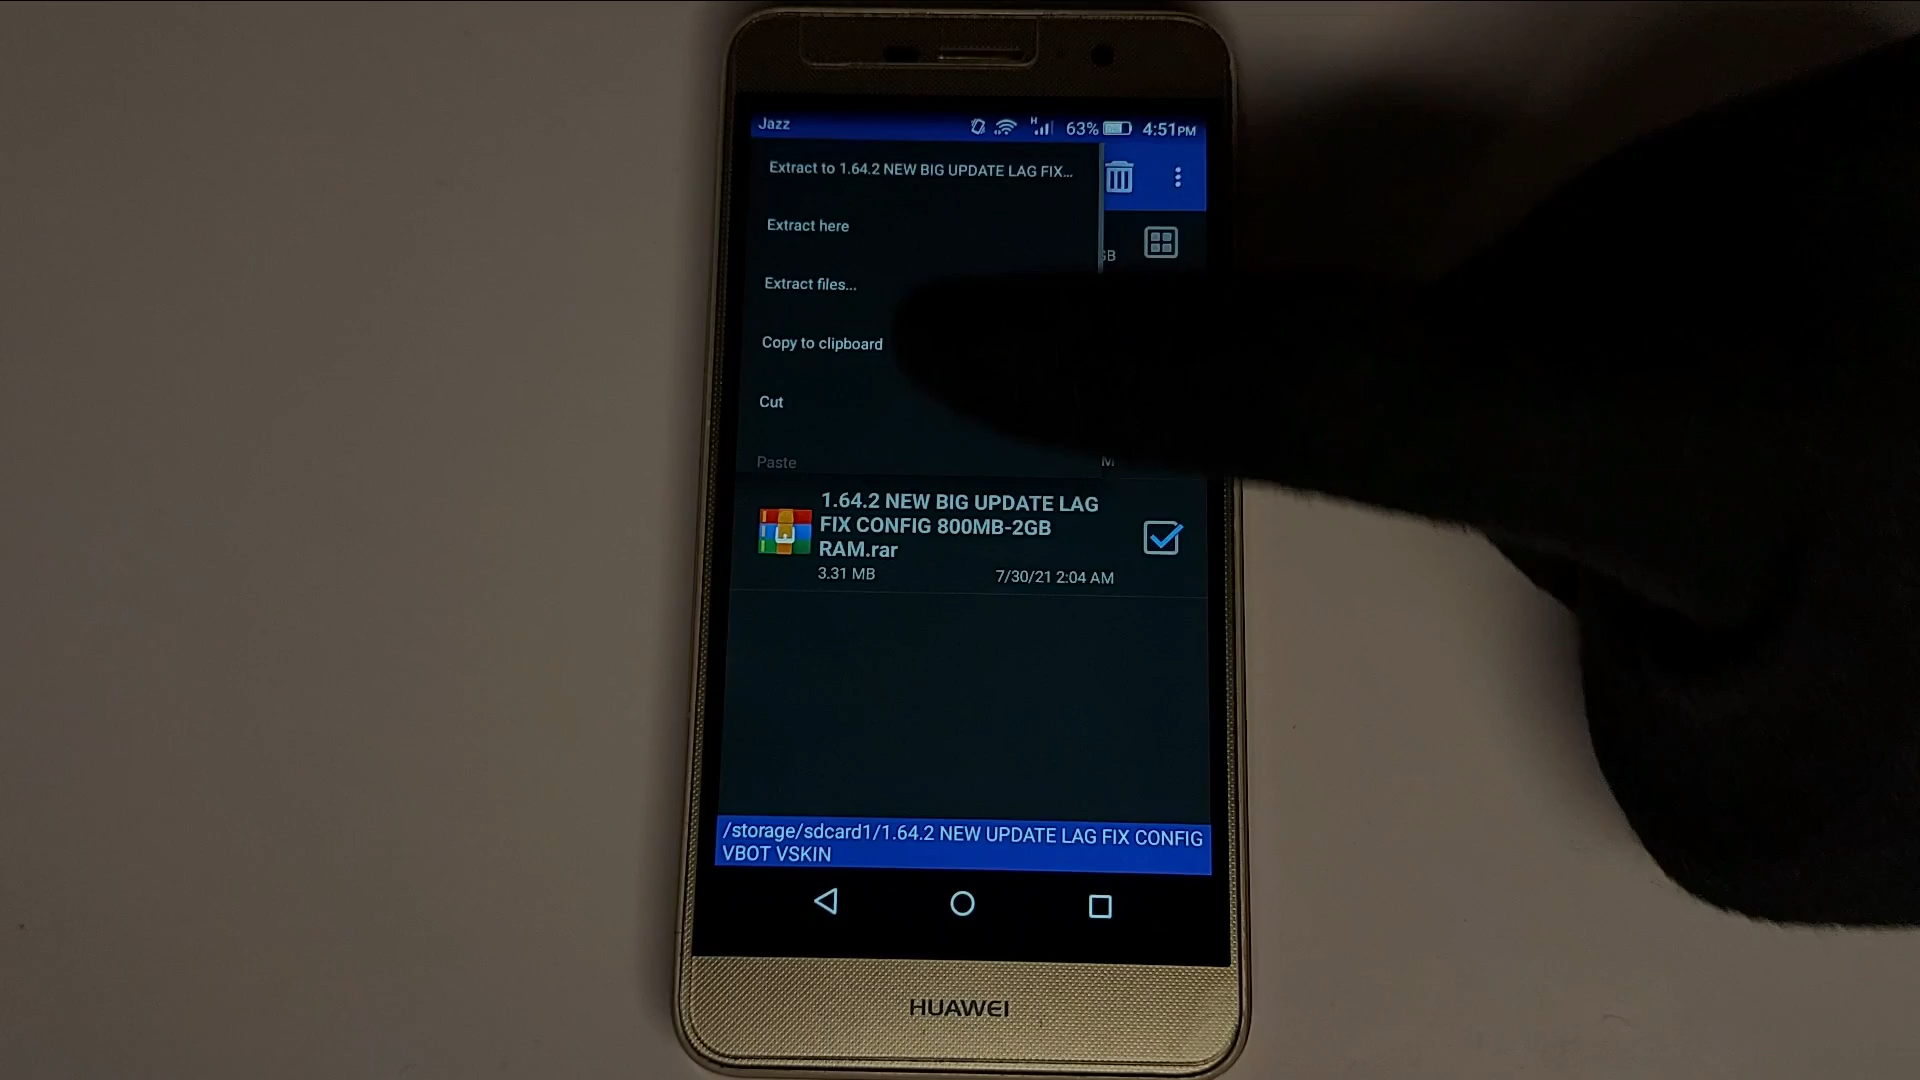 Jazz
H
63%
4:51PM
Extract to 1.64.2 NEW BIG UPDATE LAG FIX...
Extract here
GB
Extract files...
Copy to clipboard
Cut
Paste
M
1.64.2 NEW BIG UPDATE LAG
FIX CONFIG 800MB-2GB
RAM.rar
3.31 MB
7/30/21 2:04 AM
/storage/sdcard1/1.64.2 NEW UPDATE LAG FIX CONFIG
VBOT VSKIN
HUAWEI